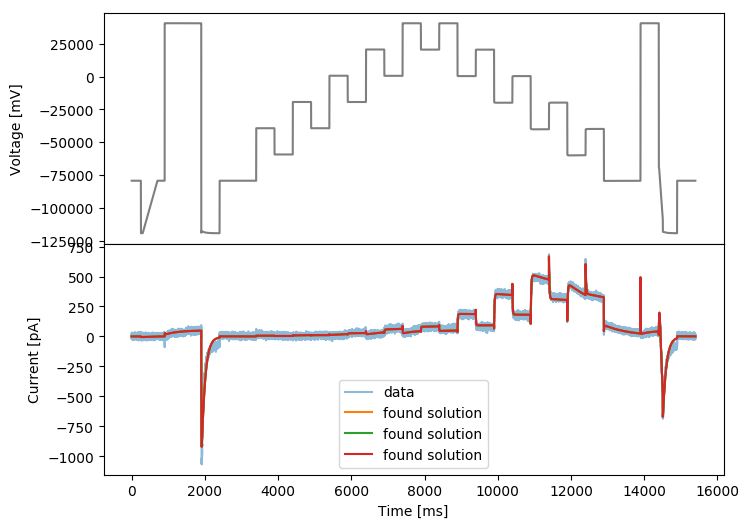 25000
0
−25000
−50000
−75000
−100000
−125000
Voltage [mV]
750
500
250
0
−250
−500
−750
−1000
Current [pA]
data
found solution
found solution
found solution
0 2000 4000 6000 8000 10000 12000 14000 16000
Time [ms]